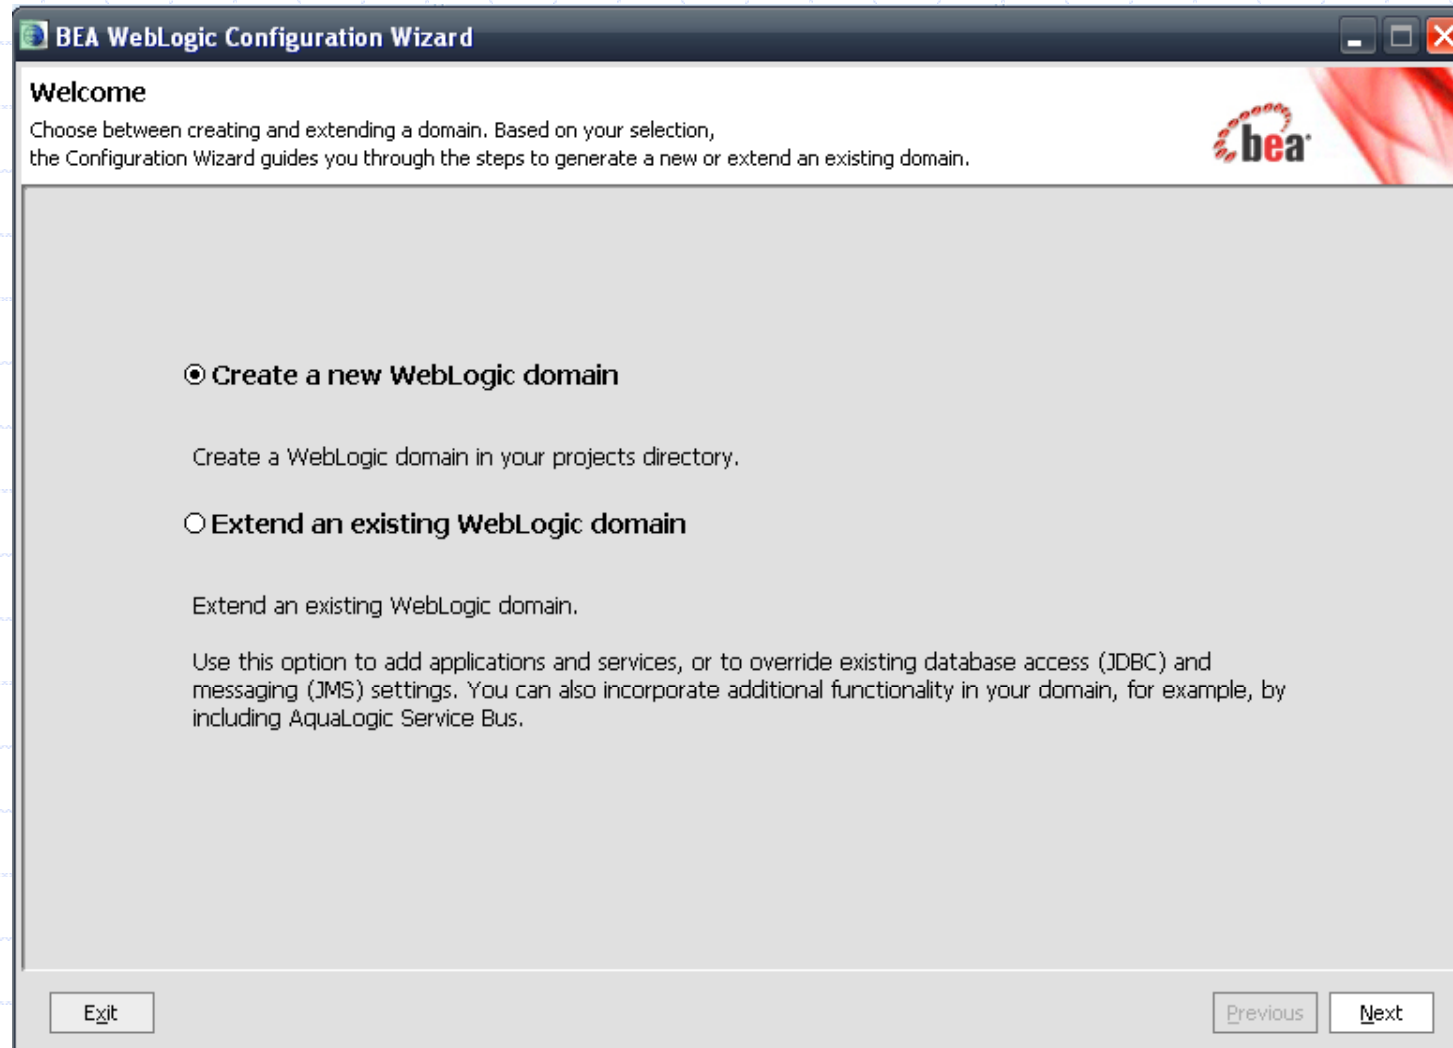 BEA WebLogic Configuration Wizard
Welcome
Choose between creating and extending a domain. Based on your selection,
the Configuration Wizard guides you through the steps to generate a new or extend an existing domain.
bea
Create a new WebLogic domain
Create a WebLogic domain in your projects directory.
Extend an existing WebLogic domain
Extend an existing WebLogic domain.
Use this option to add applications and services, or to override existing database access (JDBC) and
messaging (JMS) settings. You can also incorporate additional functionality in your domain, for example, by
including AquaLogic Service Bus.
Exit
Previous
Next